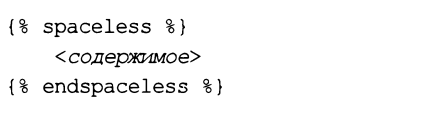 {% spaceless %}
<содержимое>
{% endspaceless %}